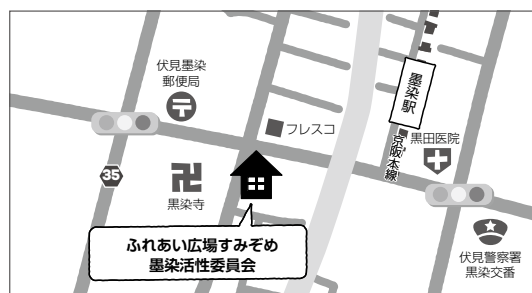 伏見墨染
郵便局
フレスコ
墨染駅
京阪本線
黒田医院
35
黒染寺
ふれあい広場すみぞめ
墨染活性委員会
伏見警察署
黒染交番